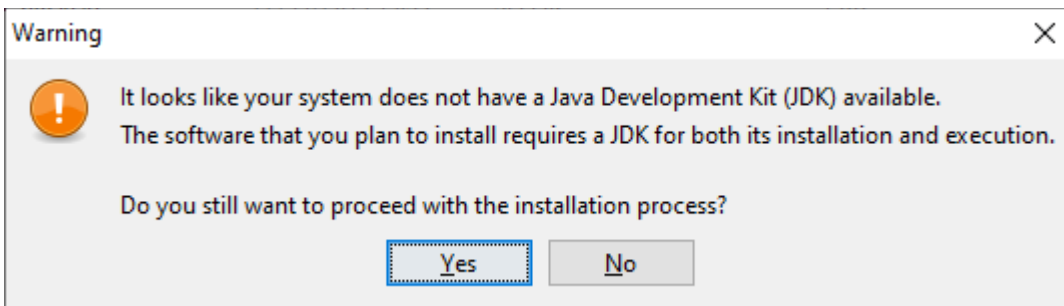 Warning
It looks like your system does not have a Java Development Kit (JDK) available.
The software that you plan to install requires a JDK for both its installation and execution.
Do you still want to proceed with the installation process?
Yes
No